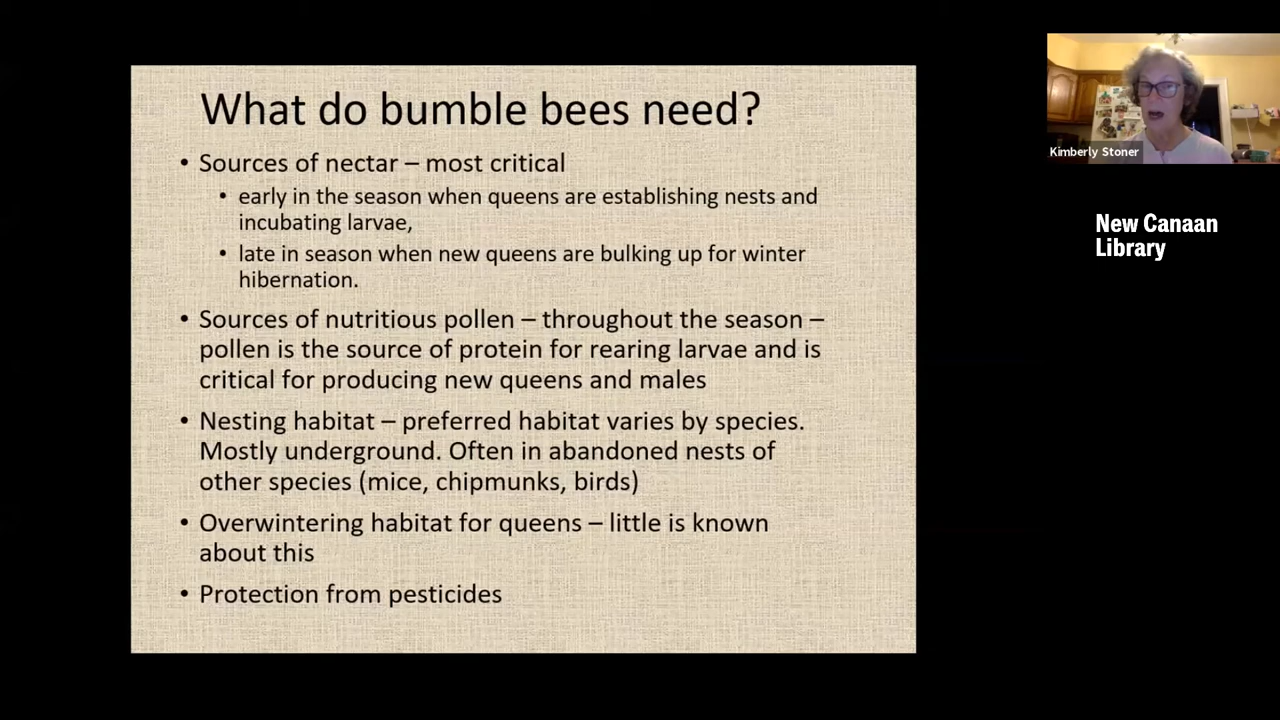 What do bumble bees need?
• Sources of nectar – most critical
• early in the season when queens are establishing nests and
incubating larvae,
• late in season when new queens are bulking up for winter
hibernation.
• Sources of nutritious pollen – throughout the season –
pollen is the source of protein for rearing larvae and is
critical for producing new queens and males
• Nesting habitat – preferred habitat varies by species.
Mostly underground. Often in abandoned nests of
other species (mice, chipmunks, birds)
• Overwintering habitat for queens – little is known
about this
• Protection from pesticides
Kimberly Stoner
New Canaan
Library